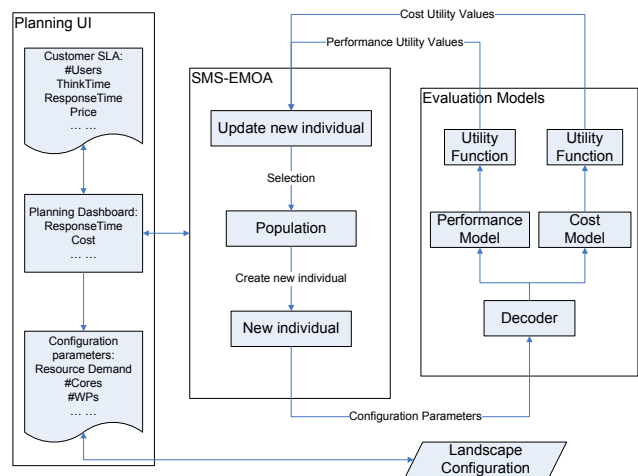 Planning UI
Customer SLA:
#Users
ThinkTime
ResponseTime
Price
... ...
Planning Dashboard:
ResponseTime
Cost
... ...
Configuration
parameters:
Resource Demand
#Cores
#WPs
... ...
SMS-EMOA
Update new individual
Selection
Population
Create new individual
New individual
Cost Utility Values
Performance Utility Values
Evaluation Models
Utility
Function
Utility
Function
Performance
Model
Cost
Model
Decoder
Configuration Parameters
Landscape
Configuration